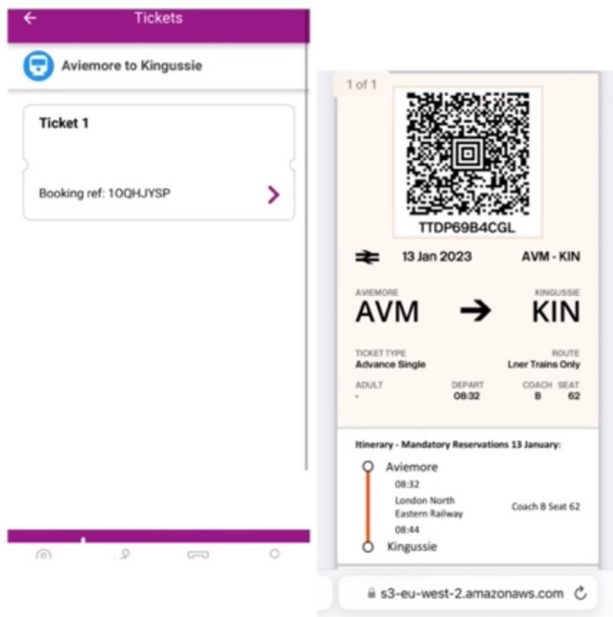 Tickets
Aviemore to Kingussie
Ticket 1
Booking ref: 1OQHJYSP
1 of 1
TTDP69B4CGL
13 Jan 2023 AVM - KIN
AVIEMORE KINGUSSIE
AVM KIN
TICKET TYPE ROUTE
Advance Single Lner Trains Only
ADULT DEPART COACH SEAT
- 08:32 B 62
Itinerary - Mandatory Reservations 13 January:
Aviemore
08:32
London North
Eastern Railway Coach B Seat 62
08:44
Kingussie
s3-eu-west-2.amazonaws.com